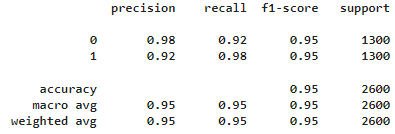 precision recall f1-score support
0 0.98 0.92 0.95 1300
1 0.92 0.98 0.95 1300
accuracy 0.95 2600
macro avg 0.95 0.95 0.95 2600
weighted avg 0.95 0.95 0.95 2600